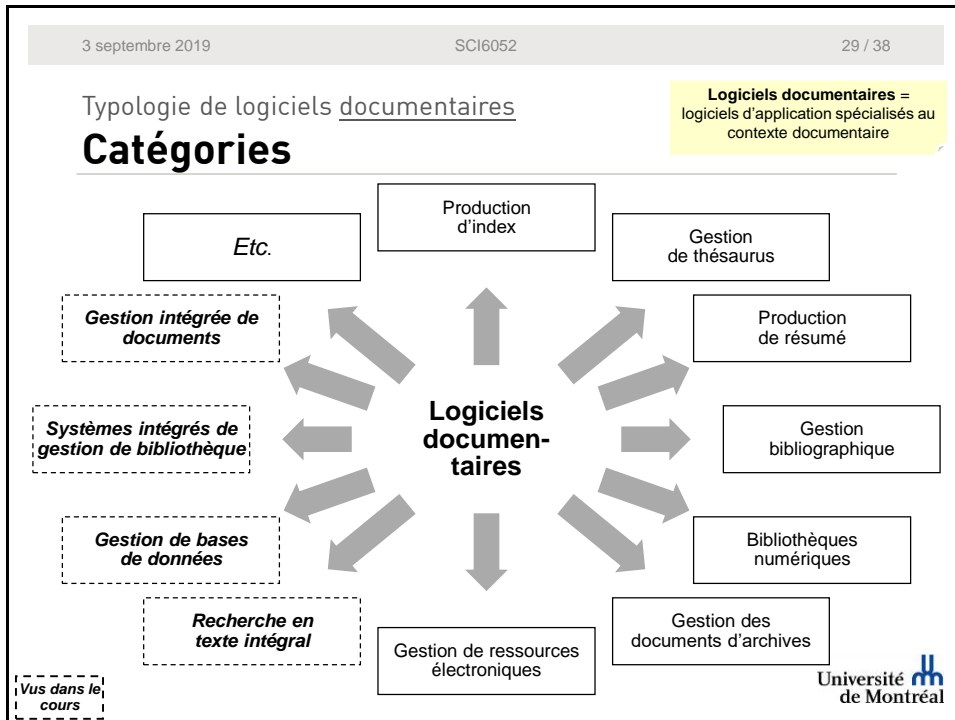 3 septembre 2019
SCI6052
29 / 38
Typologie de logiciels documentaires
Catégories
Logiciels documentaires =
logiciels d'application spécialisés au
contexte documentaire
Production
d'index
Gestion
de thésaurus
Production
de résumé
Gestion
bibliographique
Bibliothèques
numériques
Gestion des
documents d'archives
Gestion de ressources
électroniques
Recherche en
texte intégral
Gestion de bases
de données
Systèmes intégrés de
gestion de bibliothèque
Gestion intégrée de
documents
Etc.
Logiciels
documen-
taires
Vus dans le
cours
Université
de Montréal